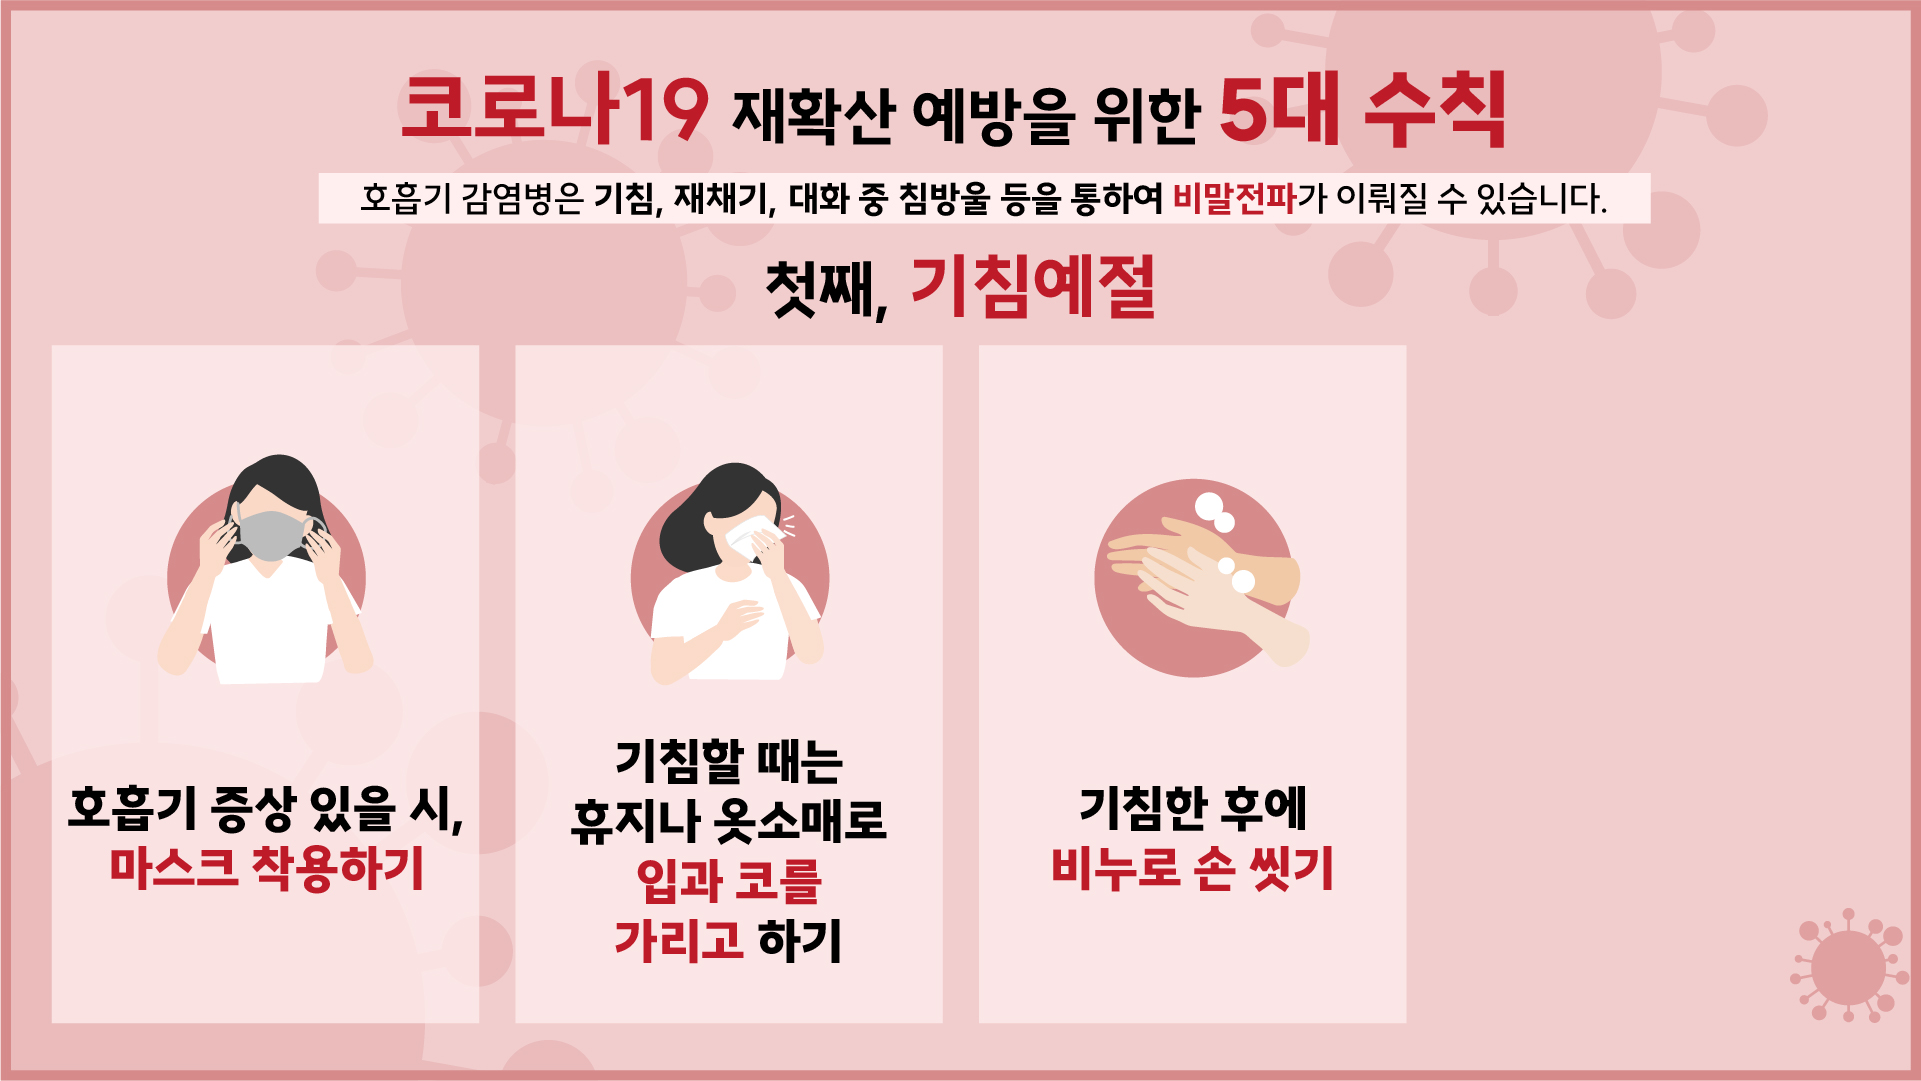 코로나19 재확산 예방을 위한 5대 수칙
호흡기 감염병은 기침, 재채기, 대화 중 침방울 등을 통하여 비말전파가 이뤄질 수 있습니다.
첫째, 기침예절
호흡기 증상 있을 시,
마스크 착용하기
기침할 때는
휴지나 옷소매로
입과 코를
가리고 하기
기침한 후에
비누로 손 씻기